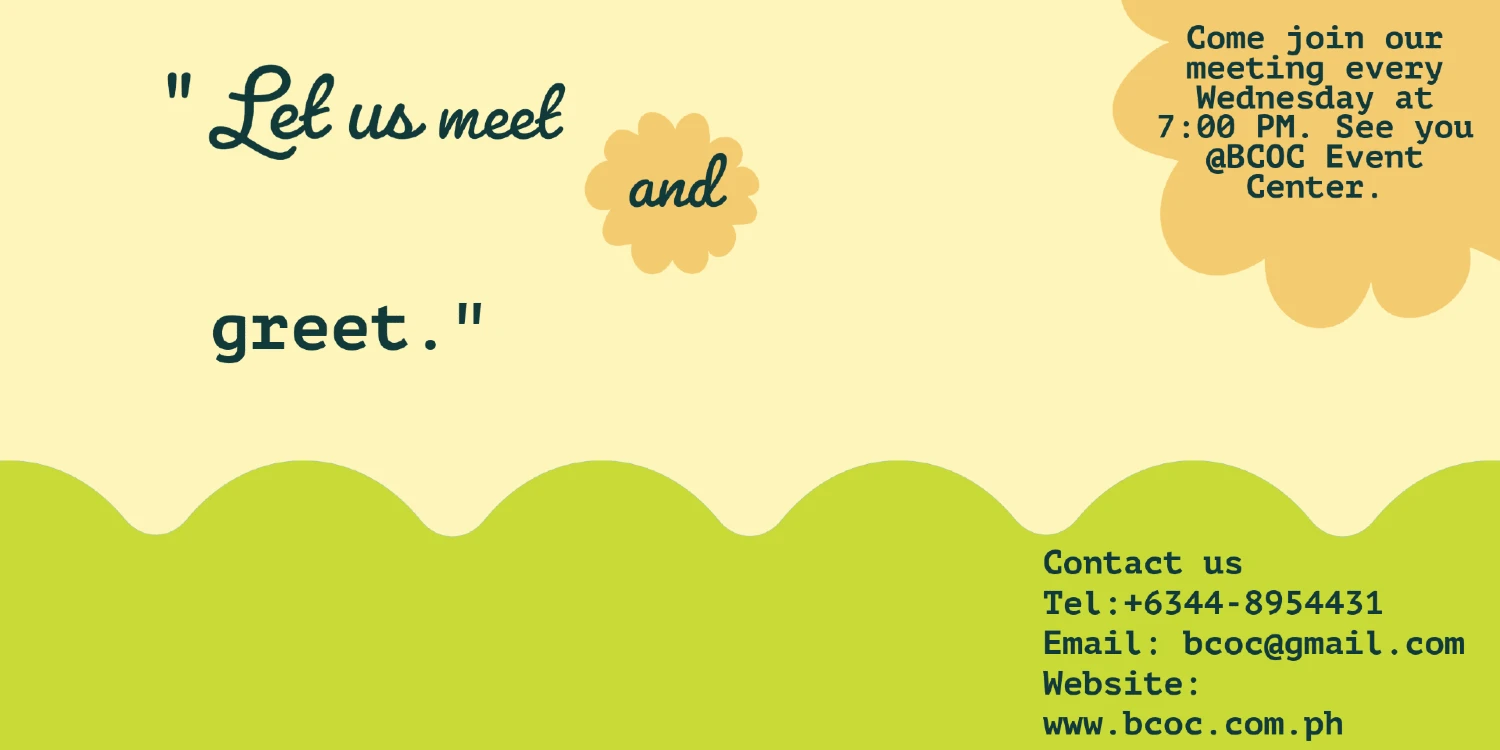 "Let us meet
and
greet."
Come join our
meeting every
Wednesday at
7:00 PM. See you
@BCOC Event
Center.
Contact us
Tel:+6344-8954431
Email: bcoc@gmail.com
Website:
www.bcoc.com.ph